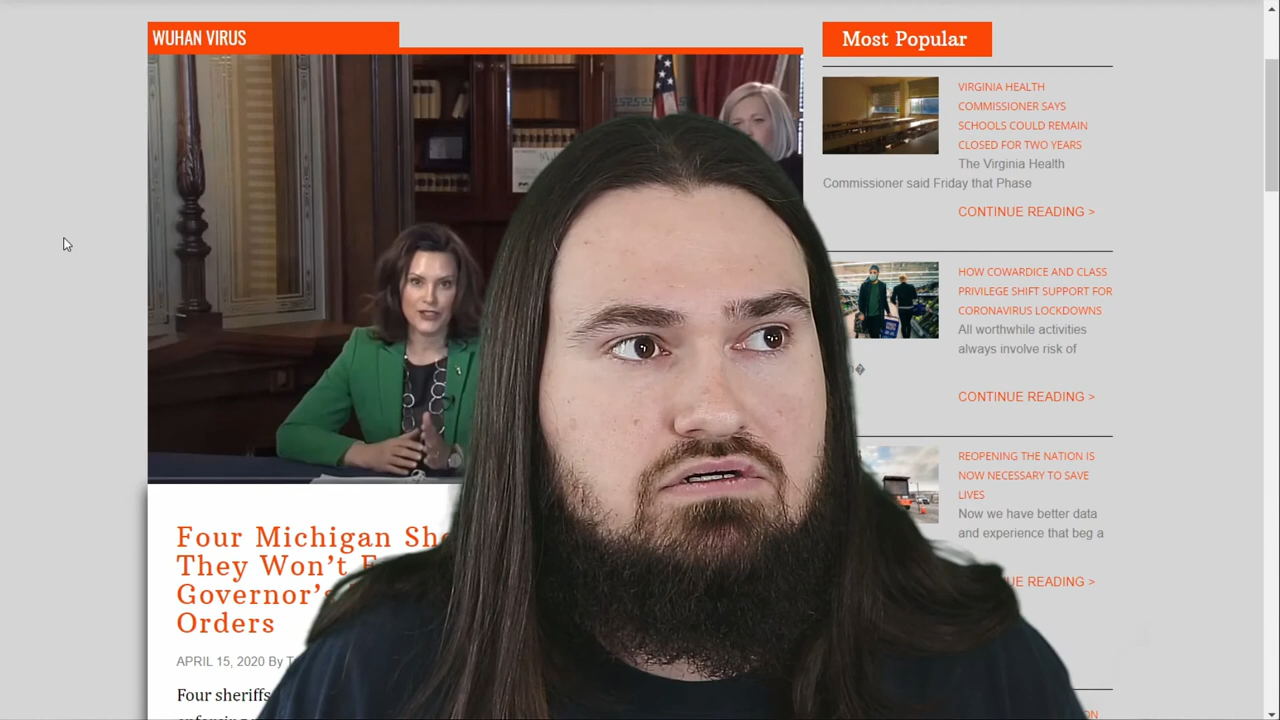 WUHAN VIRUS
Four Michigan
They Won't
Governor's
Orders
APRIL 15, 2020 By
Four sheriffs
Most Popular
VIRGINIA HEALTH
COMMISSIONER SAYS
SCHOOLS COULD REMAIN
CLOSED FOR TWO YEARS
The Virginia Health
Commissioner said Friday that Phase
CONTINUE READING >
HOW COWARDICE AND CLASS
PRIVILEGE SHIFT SUPPORT FOR
CORONAVIRUS LOCKDOWNS
All worthwhile activities
always involve risk of
CONTINUE READING >
REOPENING THE NATION IS
NOW NECESSARY TO SAVE
LIVES
Now we have better data
and experience that beg a
READING >